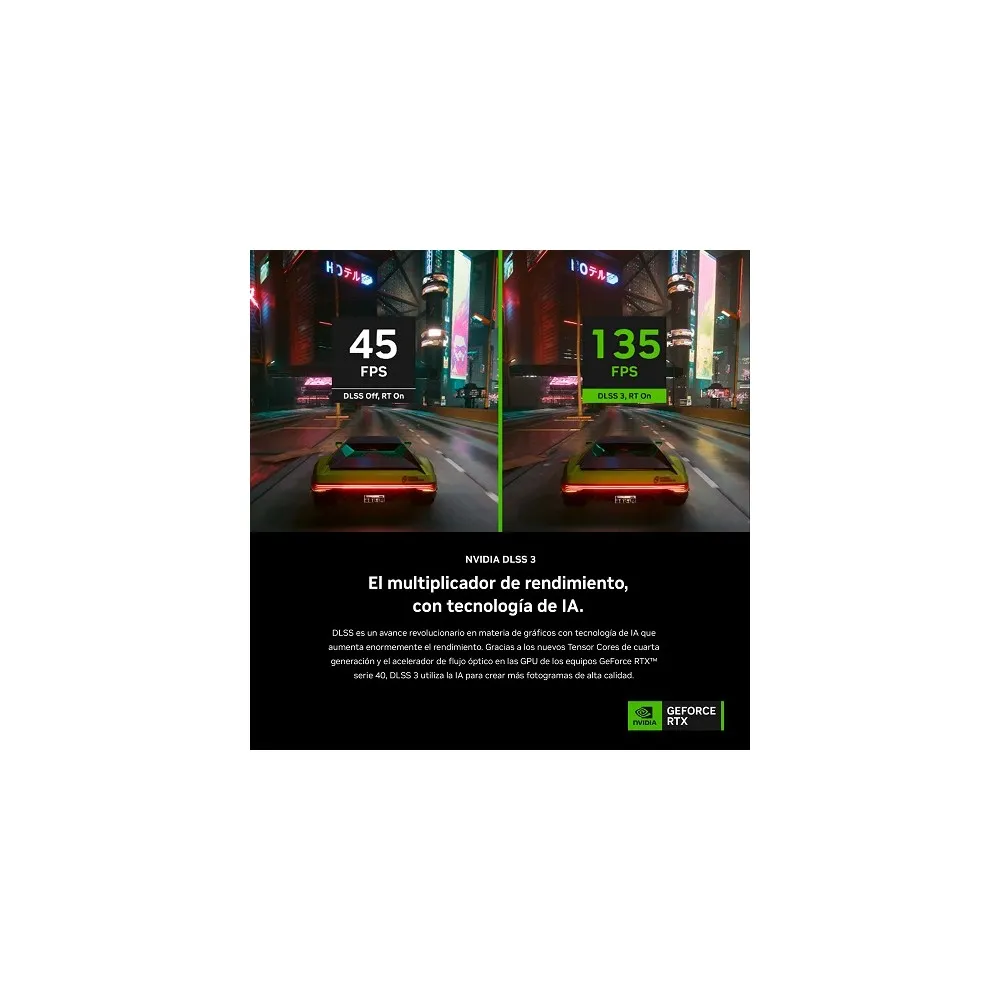 HOテル
HOテル
45
FPS
DLSS Off, RT On
135
FPS
DLSS 3, RT On
NVIDIA DLSS 3
El multiplicador de rendimiento,
con tecnología de IA.
DLSS es un avance revolucionario en materia de gráficos con tecnología de IA que
aumenta enormemente el rendimiento. Gracias a los nuevos Tensor Cores de cuarta
generación y el acelerador de flujo óptico en las GPU de los equipos GeForce RTX™
serie 40, DLSS 3 utiliza la IA para crear más fotogramas de alta calidad.
NVIDIA
GEFORCE
RTX